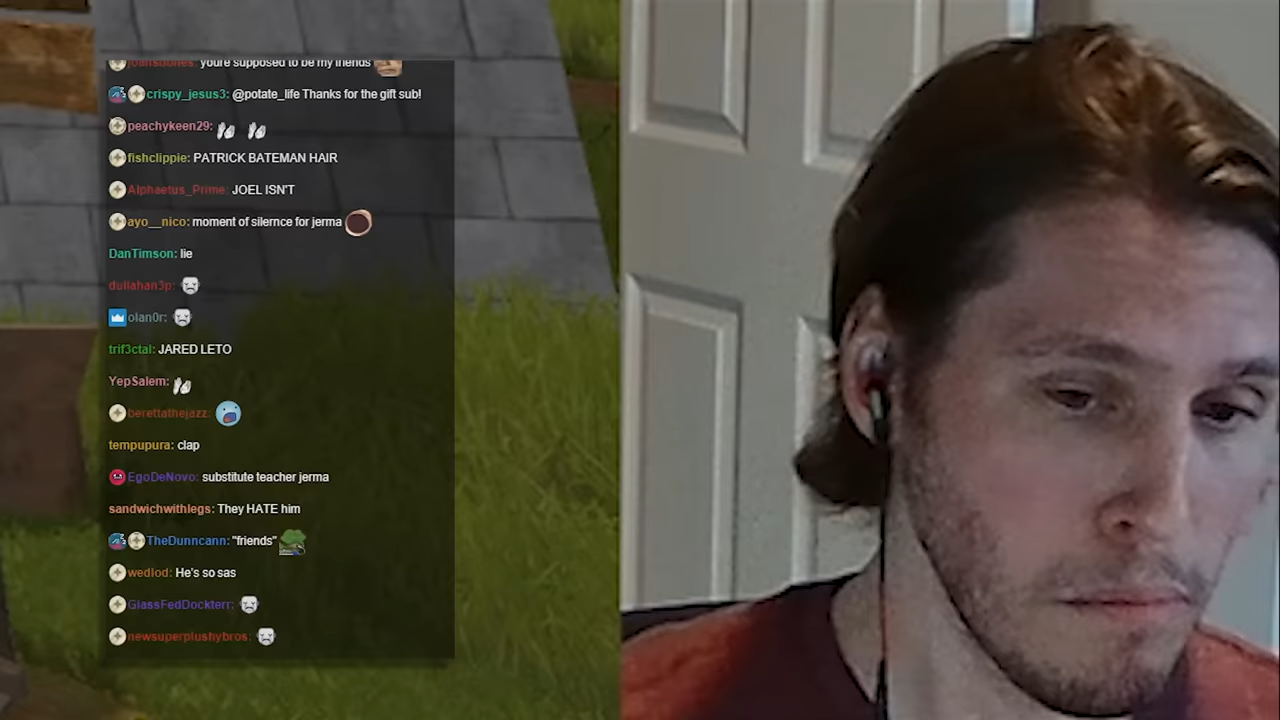 joansbones: youre supposed to be my friends
crispy_jesus3: @potate_life Thanks for the gift sub!
peachykeen29:
fishclippie: PATRICK BATEMAN HAIR
Alphaetus_Prime: JOEL ISN'T
ayo__nico: moment of silernce for jerma
DanTimson: lie
dullahan3p:
olan0r:
trif3ctal: JARED LETO
YepSalem:
berettathejazz:
tempupura: clap
EgoDeNovo: substitute teacher jerma
sandwichwithlegs: They HATE him
TheDunncann: "friends"
wedlod: He's so sas
GlassFedDockterr:
newsuperplushybros: